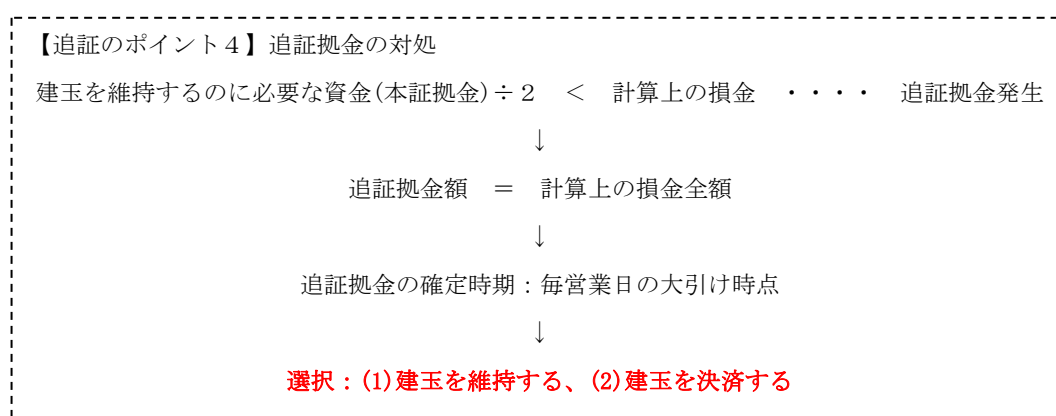 【追証のポイント４】追証拠金の対処
建玉を維持するのに必要な資金(本証拠金)÷２　＜　計算上の損金　・・・・　追証拠金発生
↓
追証拠金額　＝　計算上の損金全額
↓
追証拠金の確定時期：毎営業日の大引け時点
↓
選択：(1)建玉を維持する、(2)建玉を決済する